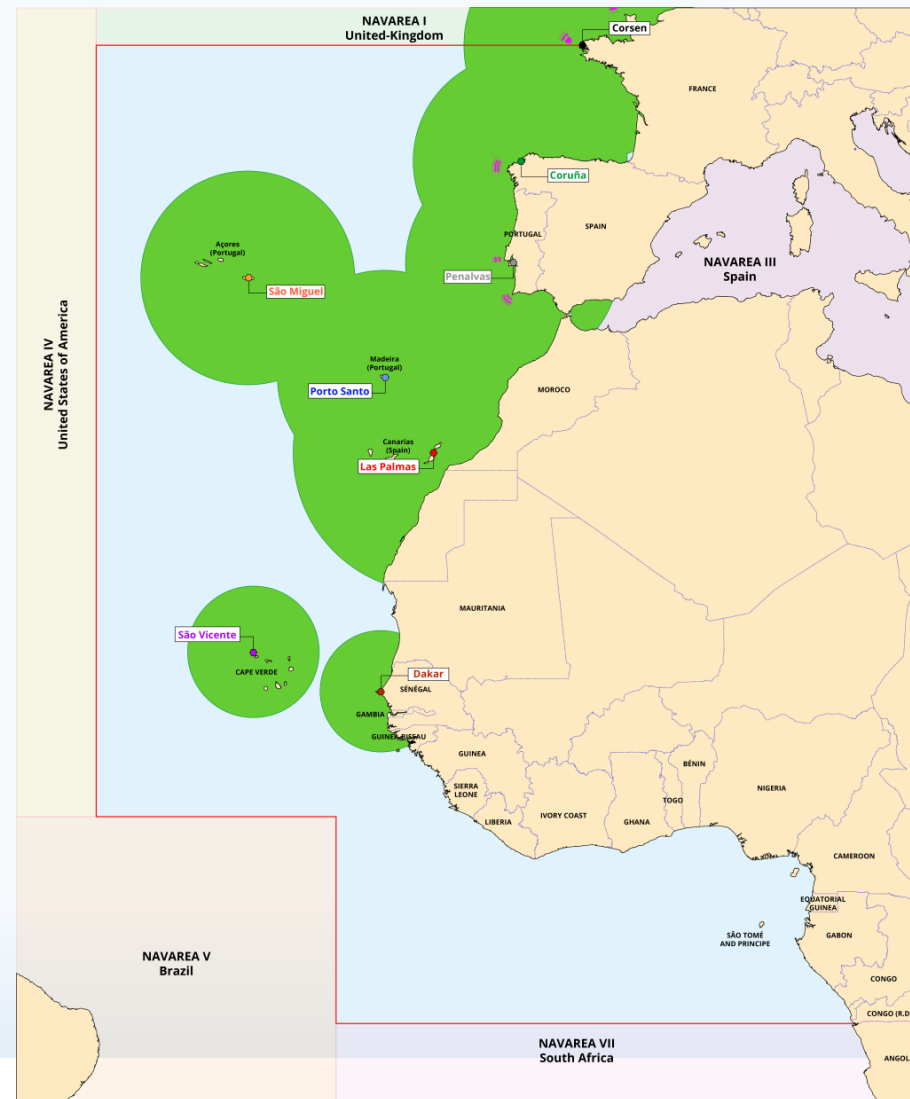 NAVAREA I
United-Kingdom
Corsen
FRANCE
Coruña
SPAIN
PORTUGAL
Açores
(Portugal)
NAVAREA III
Spain
Penalvas
São Miguel
NAVAREA IV
United States of America
Madeira
(Portugal)
Porto Santo
MOROCO
Canarias
(Spain)
Las Palmas
MAURITANIA
São Vicente
CAPE VERDE
Dakar
SÉNÉGAL
GAMBIA
GUINEA-BISSAU
GUINEA
BÉNIN
SIERRA
LEONE
NIGERIA
TOGO
IVORY COAST
LIBERIA
GHANA
CAMEROON
EQUATORIAL
GUINEA
SÃO TOMÉ
AND PRINCIPE
GABON
NAVAREA V
Brazil
CONGO
CONGO (R.D
NAVAREA VII
South Africa
ANGOL